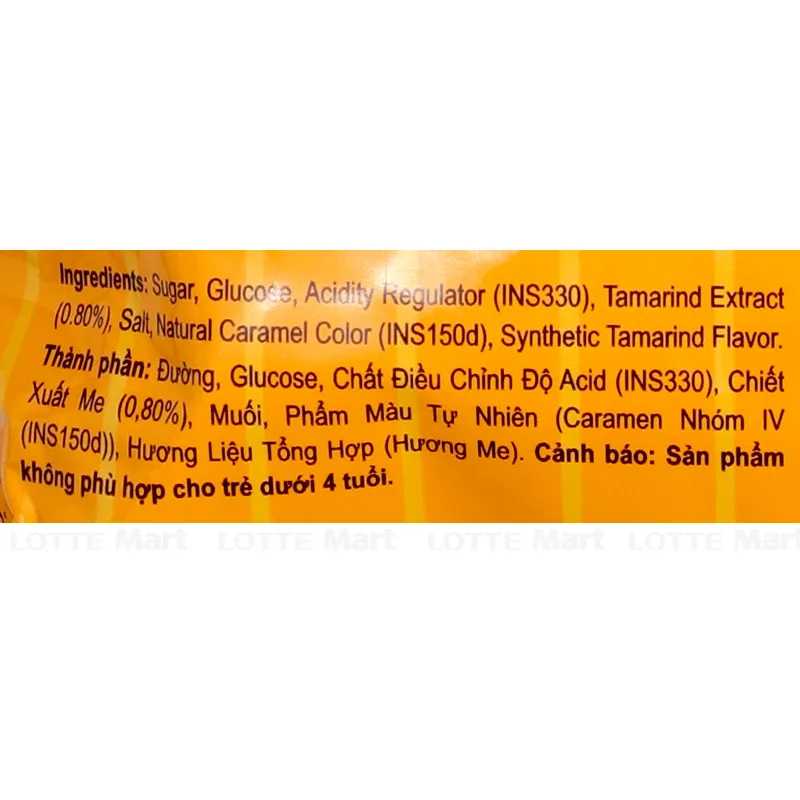 Ingredients: Sugar, Glucose, Acidity Regulator (INS330), Tamarind Extract
(0.80%), Salt, Natural Caramel Color (INS150d), Synthetic Tamarind Flavor.
Thành phần: Đường, Glucose, Chất Điều Chỉnh Độ Acid (INS330), Chiết
Xuất Me (0,80%), Muối, Phẩm Màu Tự Nhiên (Caramen Nhóm IV
(INS150d)), Hương Liệu Tổng Hợp (Hương Me). Cảnh báo: Sản phẩm
không phù hợp cho trẻ dưới 4 tuổi.
LOTTE Mart LOTTE Mart LOTTE Mart LOTTE Mart